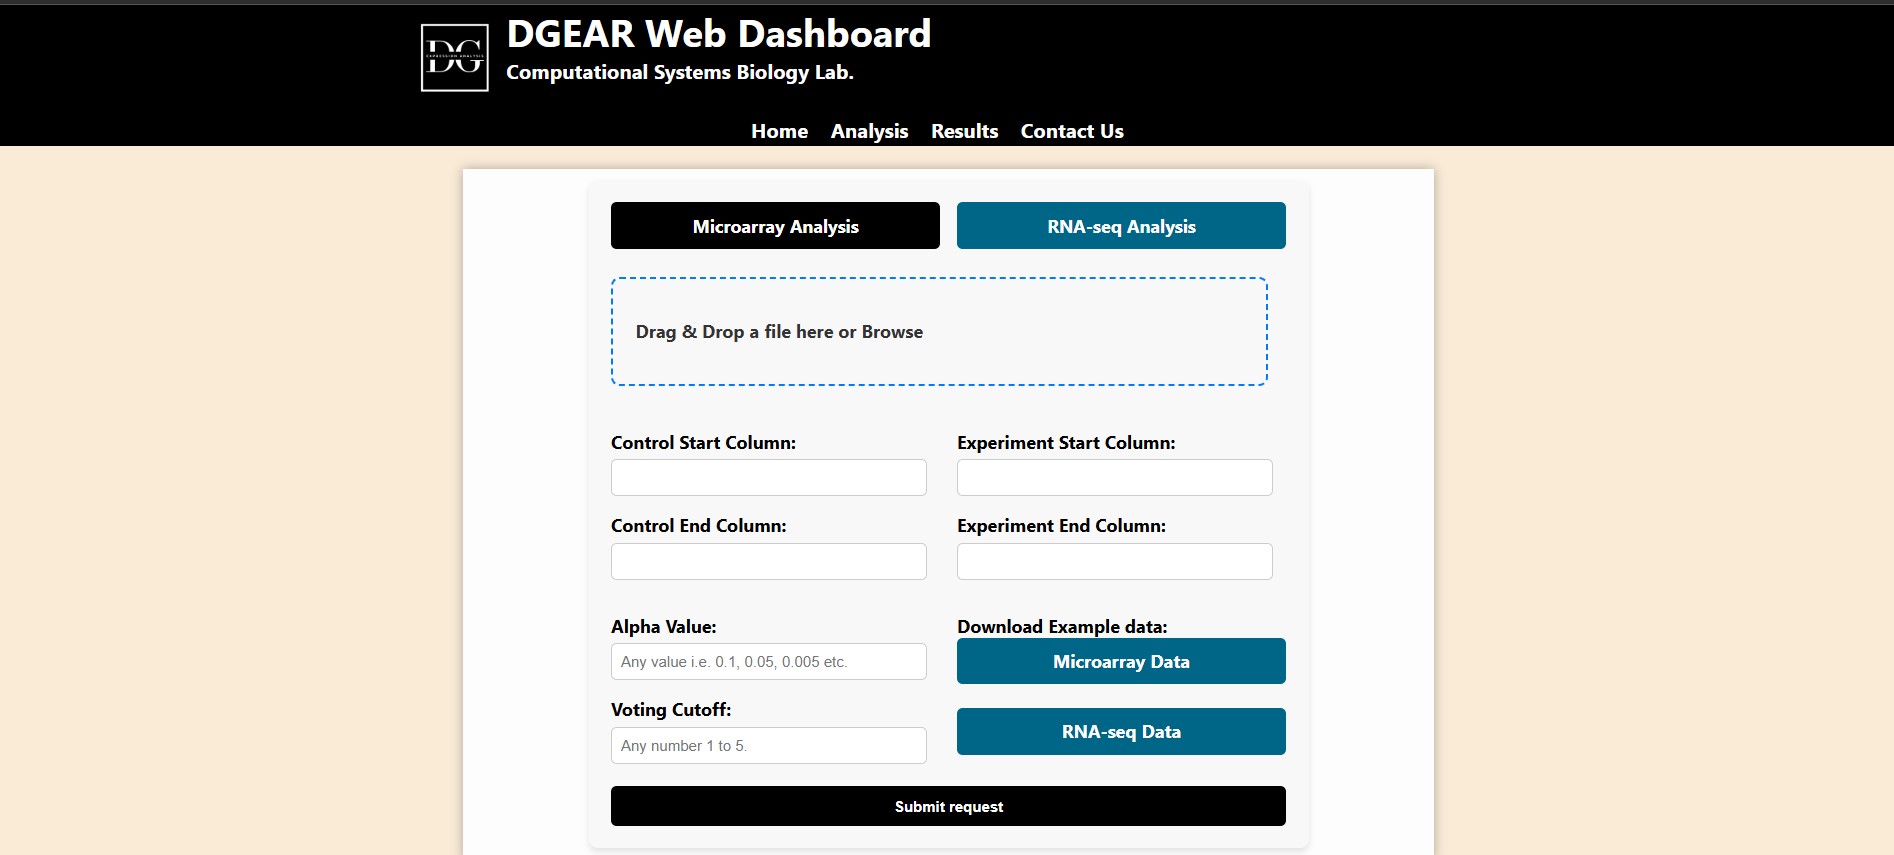 DG
EXPRESSION ANALYSIS
DGEAR Web Dashboard
Computational Systems Biology Lab.
Home Analysis Results Contact Us
Microarray Analysis RNA-seq Analysis
Drag & Drop a file here or Browse
Control Start Column: Experiment Start Column:
Control End Column: Experiment End Column:
Alpha Value: Download Example data:
Any value i.e. 0.1, 0.05, 0.005 etc. Microarray Data
Voting Cutoff:
Any number 1 to 5. RNA-seq Data
Submit request